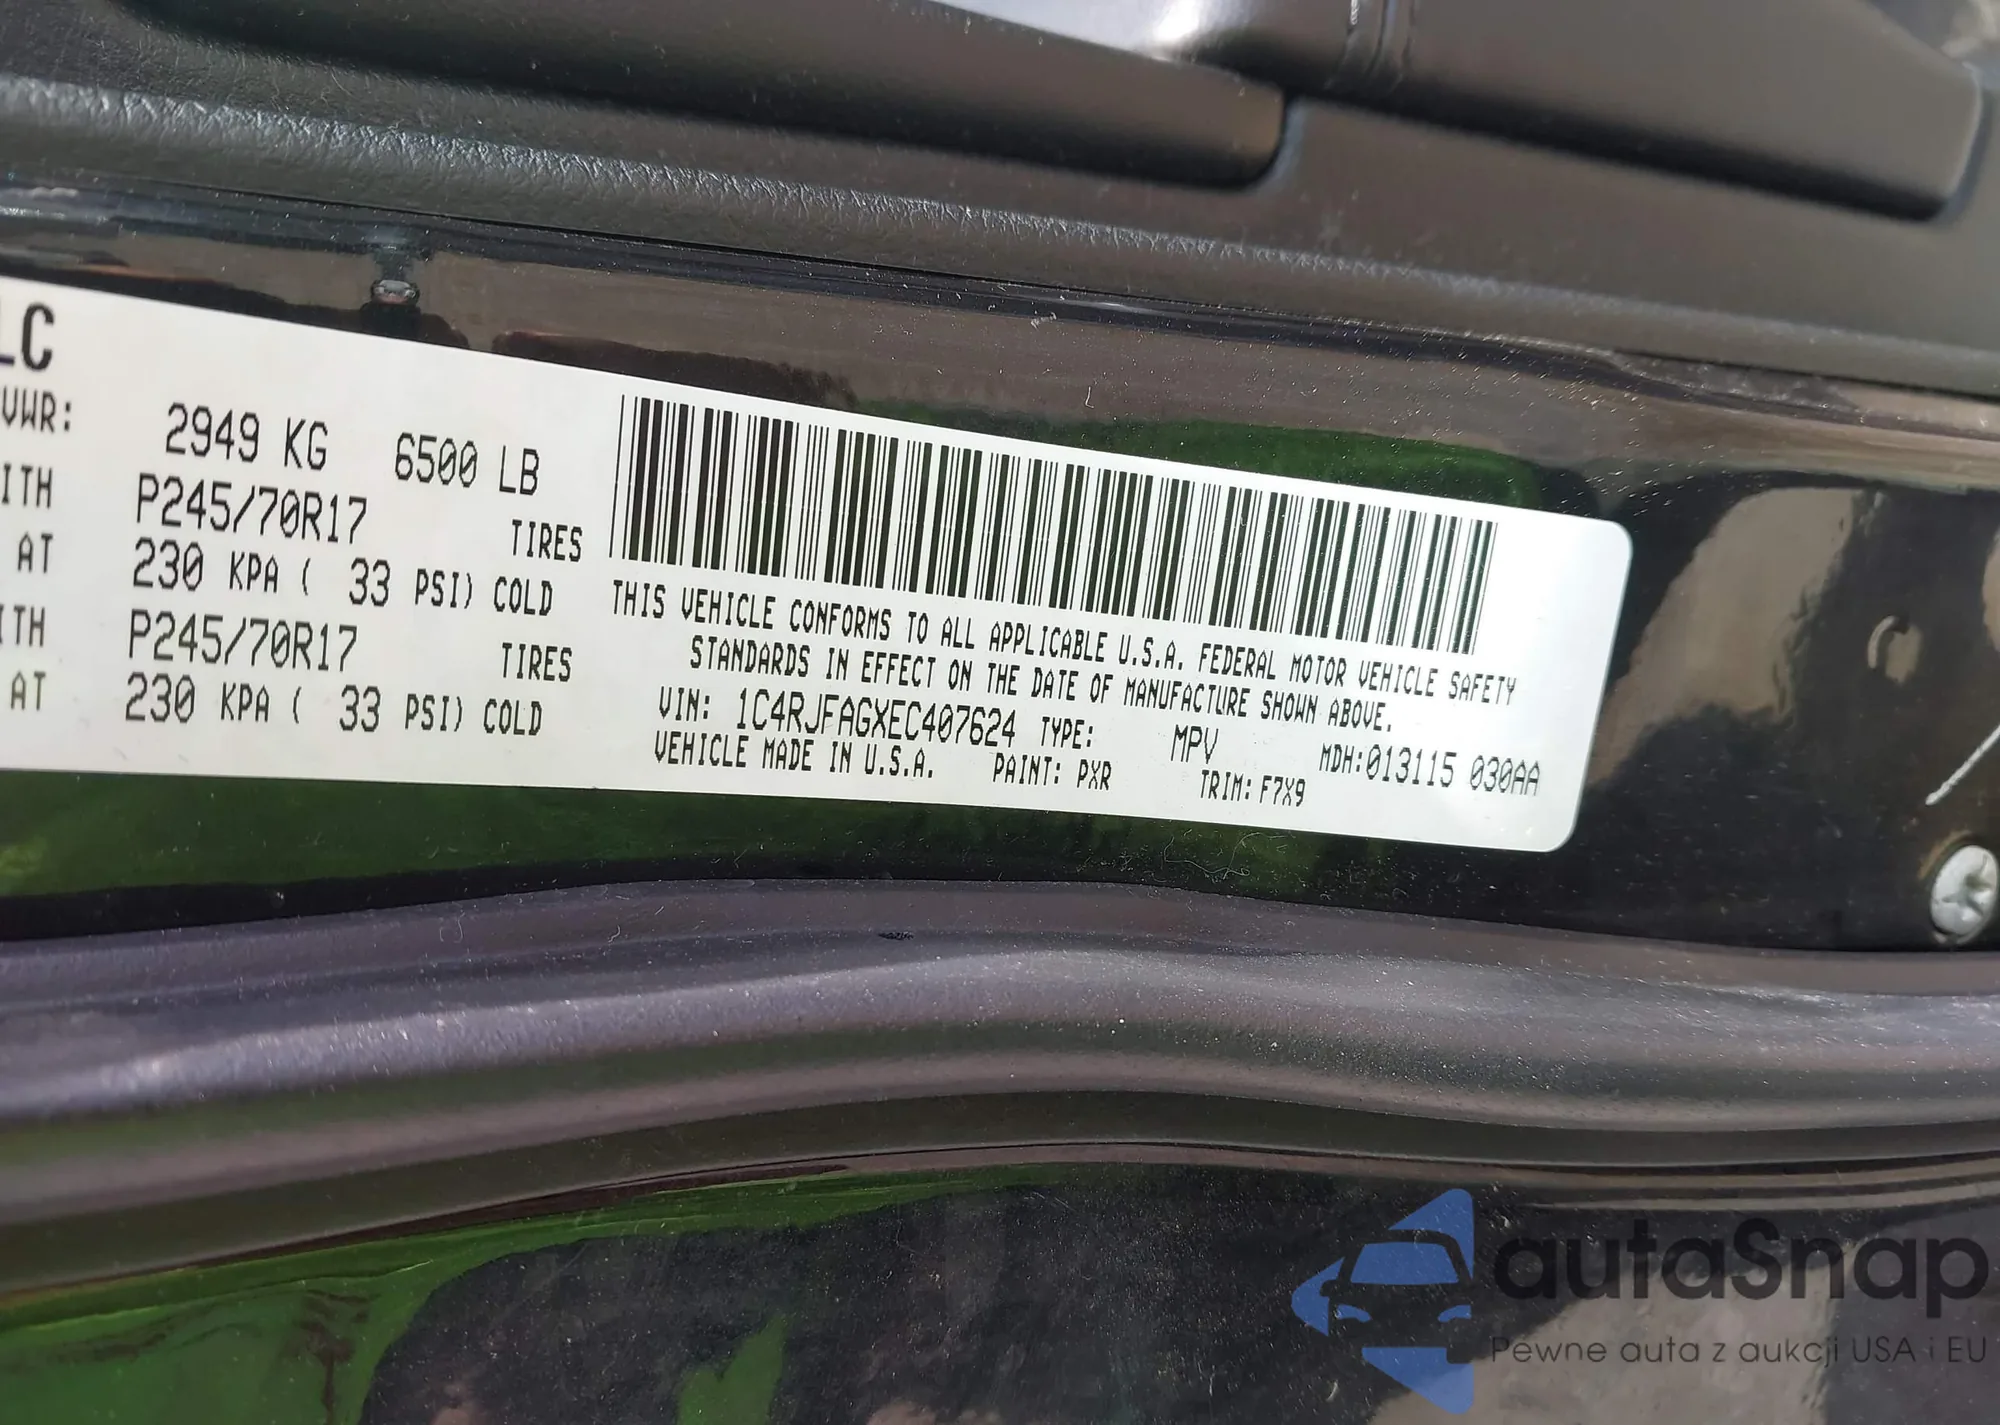 LC
VWR: 2949 KG 6500 LB
ITH P245/70R17 TIRES
AT 230 KPA ( 33 PSI) COLD
ITH P245/70R17 TIRES
AT 230 KPA ( 33 PSI) COLD
THIS VEHICLE CONFORMS TO ALL APPLICABLE U.S.A. FEDERAL MOTOR VEHICLE SAFETY
STANDARDS IN EFFECT ON THE DATE OF MANUFACTURE SHOWN ABOVE.
VIN: 1C4RJFAGXEC407624 TYPE: MPV MDH:013115 030AA
VEHICLE MADE IN U.S.A. PAINT: PXR TRIM: F7X9
autaSnap
Pewne auta z aukcji USA i EU